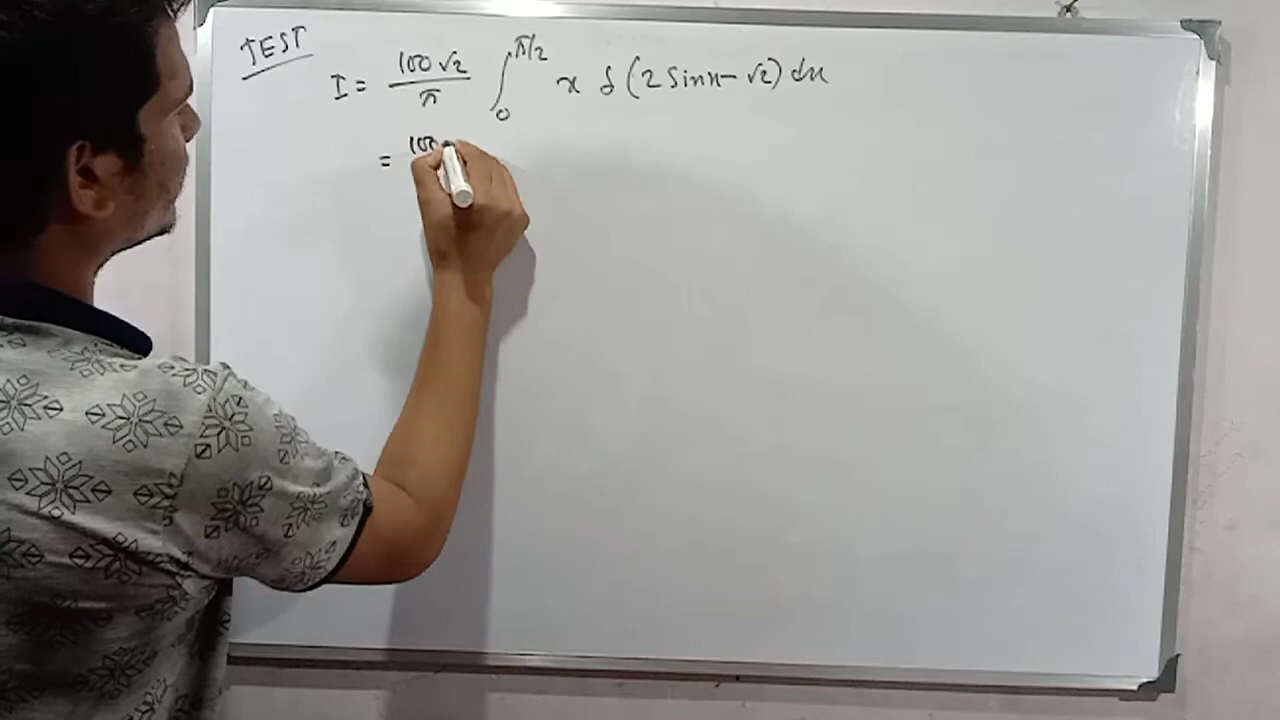 TEST
I = 100√2/π ∫₀^π/2 x δ(2 Sinx - √2) dx
= 100